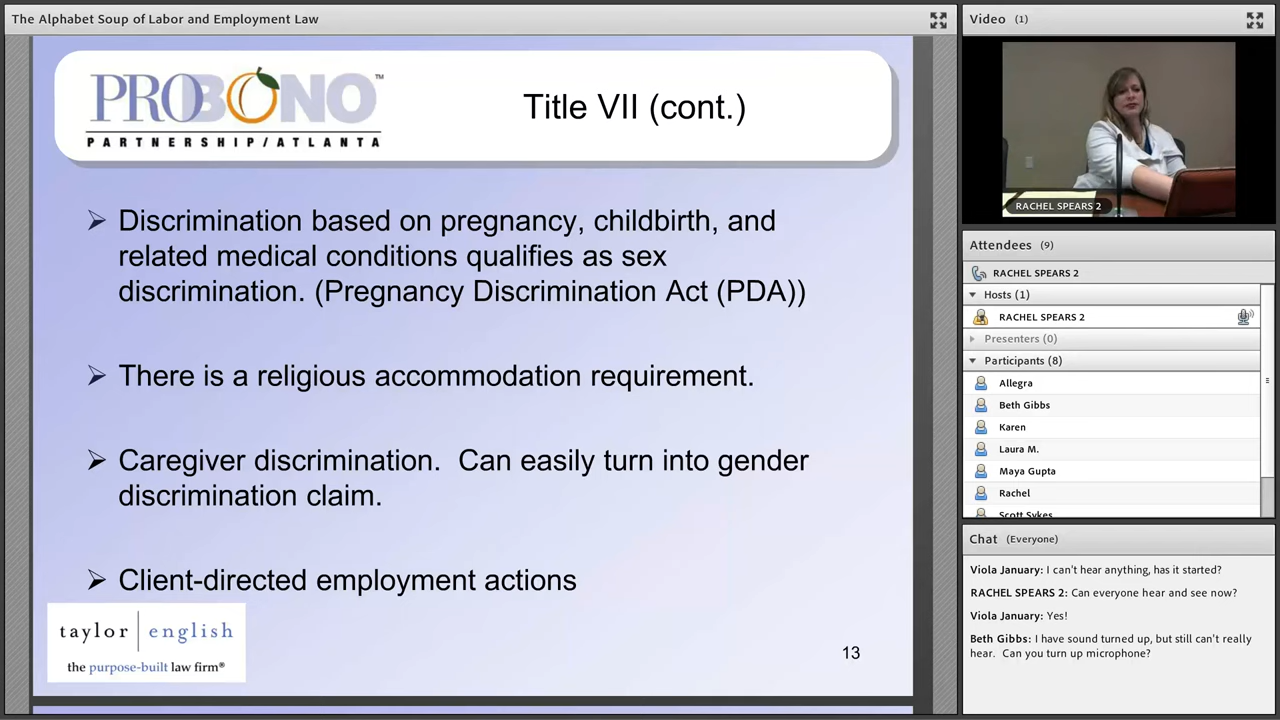 The Alphabet Soup of Labor and Employment Law
PROBONO™
PARTNERSHIP/ATLANTA
Title VII (cont.)
Discrimination based on pregnancy, childbirth, and
related medical conditions qualifies as sex
discrimination. (Pregnancy Discrimination Act (PDA))
There is a religious accommodation requirement.
Caregiver discrimination. Can easily turn into gender
discrimination claim.
Client-directed employment actions
taylor | english
the purpose-built law firm®
13
Video (1)
RACHEL SPEARS 2
Attendees (9)
RACHEL SPEARS 2
Hosts (1)
RACHEL SPEARS 2
Presenters (0)
Participants (8)
Allegra
Beth Gibbs
Karen
Laura M.
Maya Gupta
Rachel
Scott Sykes
Chat (Everyone)
Viola January: I can't hear anything, has it started?
RACHEL SPEARS 2: Can everyone hear and see now?
Viola January: Yes!
Beth Gibbs: I have sound turned up, but still can't really
hear. Can you turn up microphone?